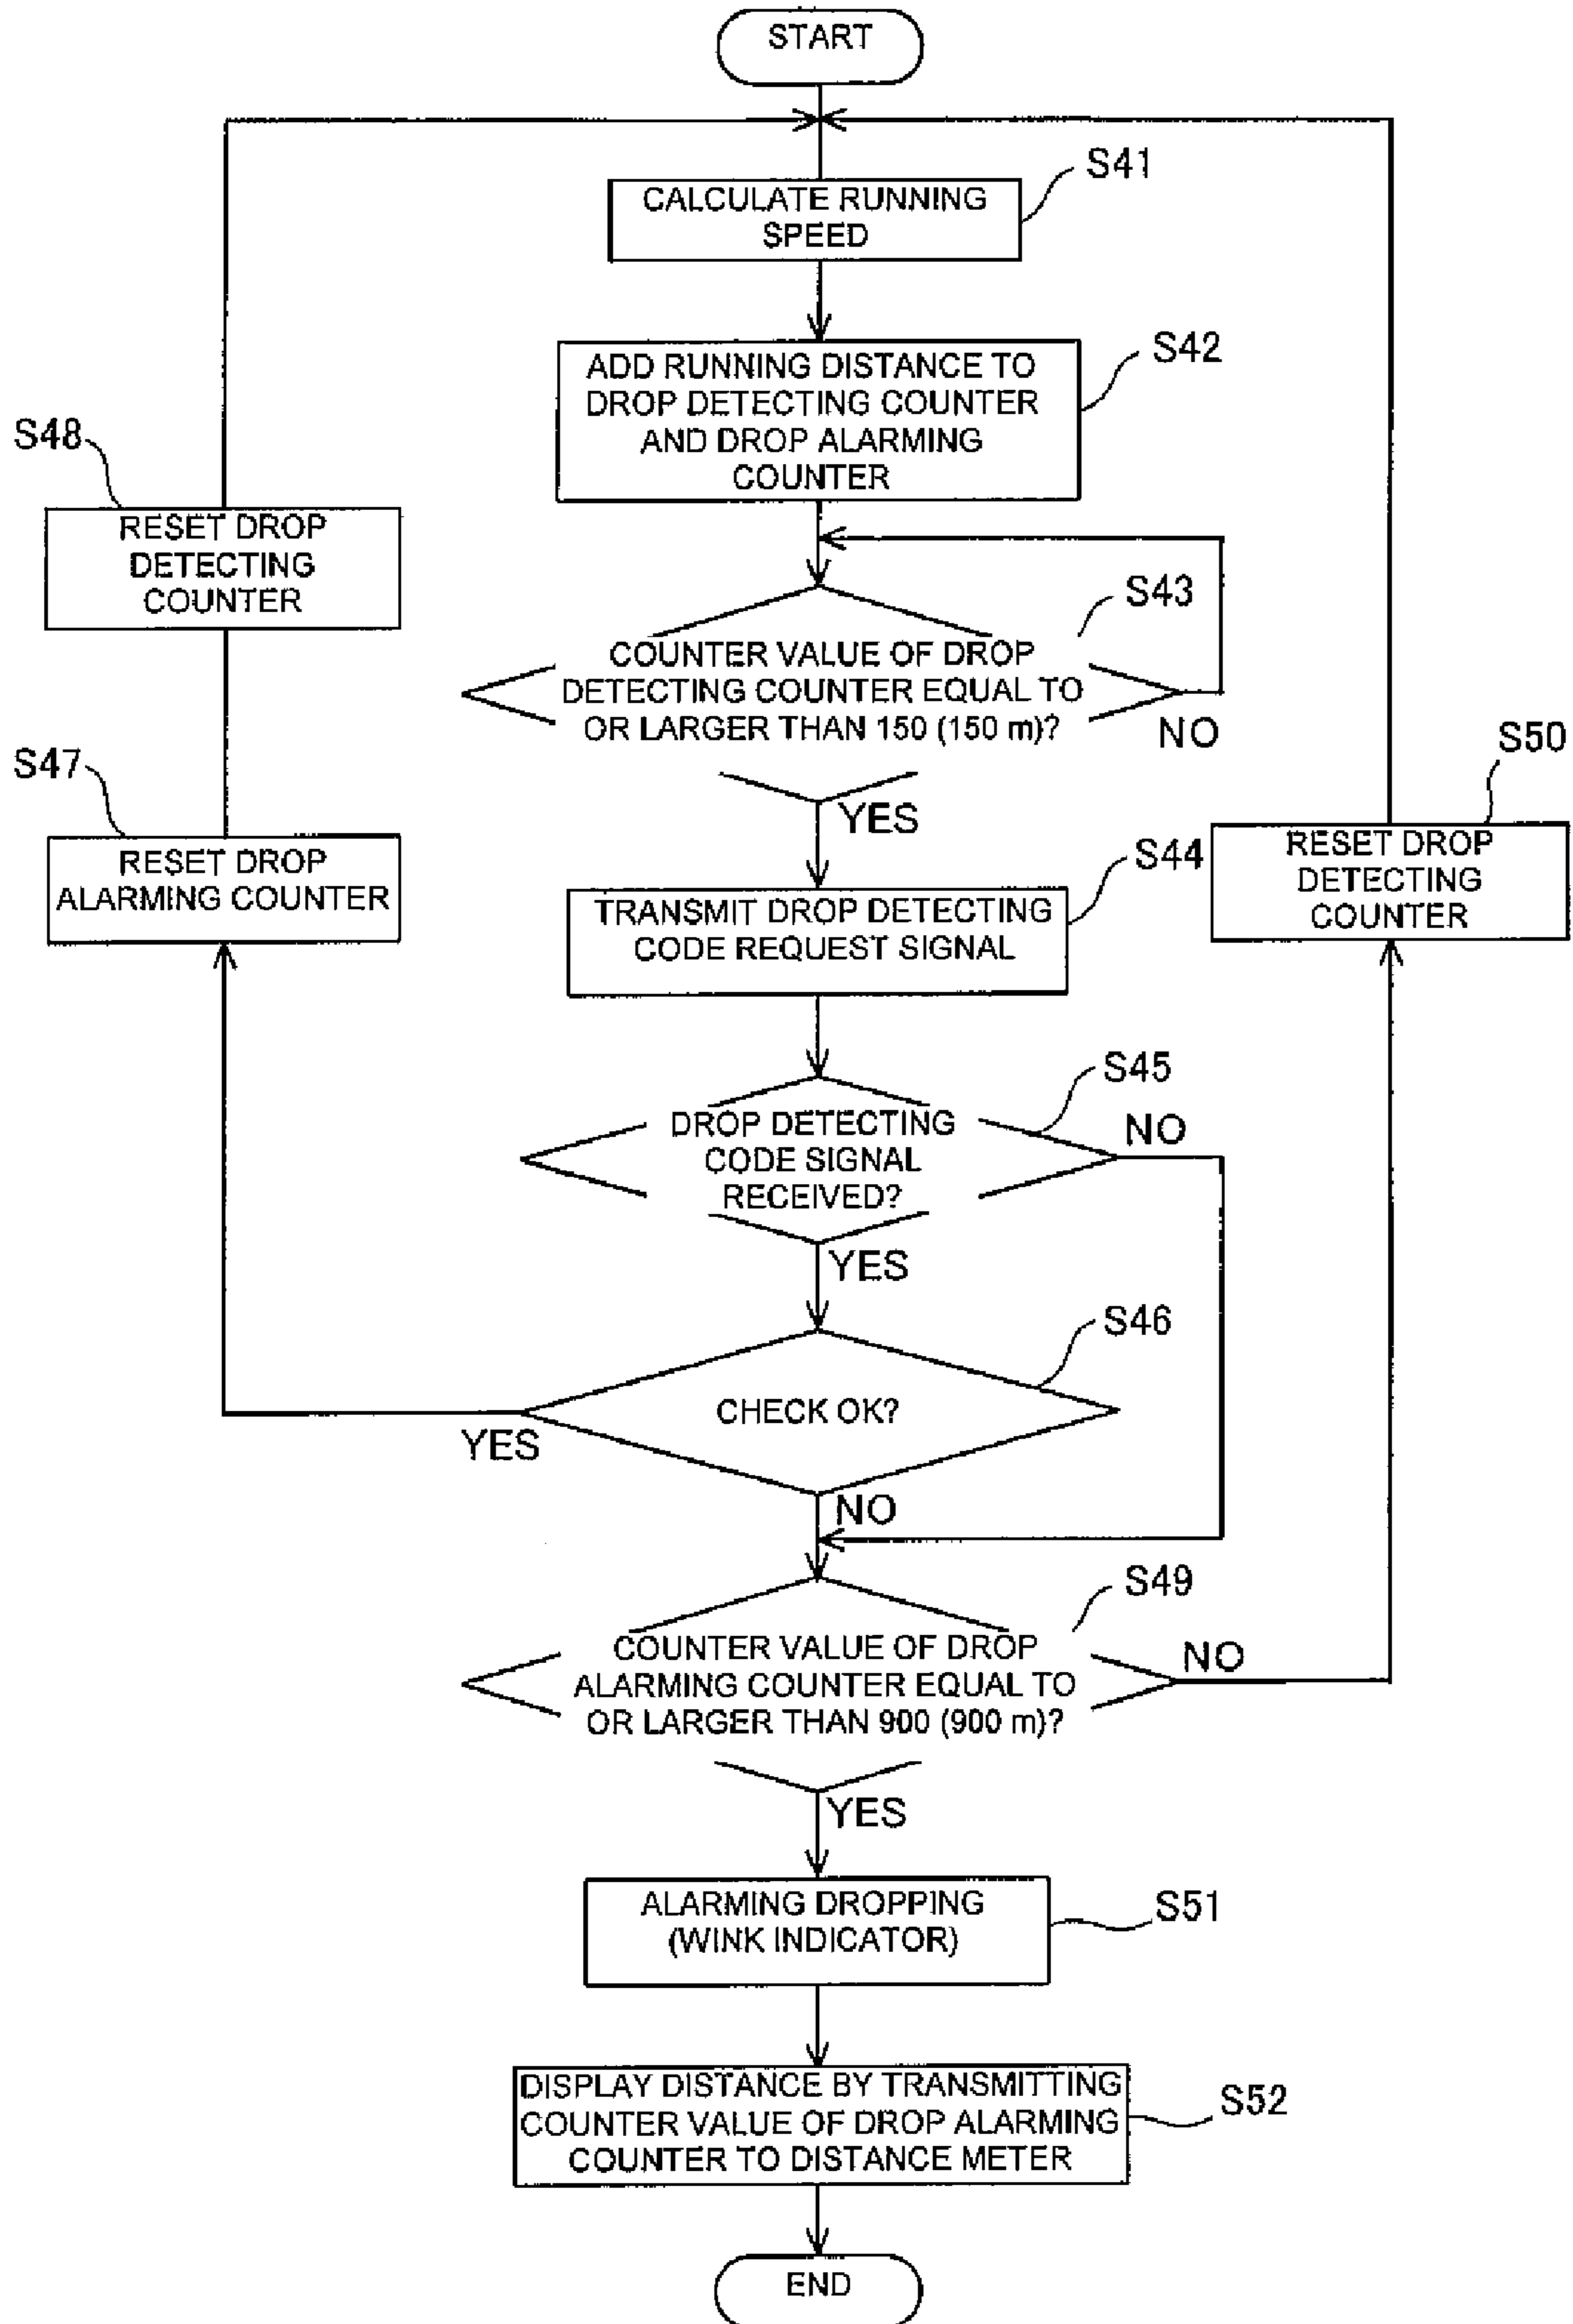 START
S41
CALCULATE RUNNING
SPEED
S42
ADD RUNNING DISTANCE TO
DROP DETECTING COUNTER
AND DROP ALARMING
COUNTER
S48
RESET DROP
DETECTING
COUNTER
S43
COUNTER VALUE OF DROP
DETECTING COUNTER EQUAL TO
OR LARGER THAN 150 (150 m)?
NO
YES
S47
RESET DROP
ALARMING COUNTER
S50
RESET DROP
DETECTING
COUNTER
S44
TRANSMIT DROP DETECTING
CODE REQUEST SIGNAL
S45
DROP DETECTING
CODE SIGNAL
RECEIVED?
NO
YES
S46
CHECK OK?
YES
NO
S49
COUNTER VALUE OF DROP
ALARMING COUNTER EQUAL TO
OR LARGER THAN 900 (900 m)?
NO
YES
S51
ALARMING DROPPING
(WINK INDICATOR)
S52
DISPLAY DISTANCE BY TRANSMITTING
COUNTER VALUE OF DROP ALARMING
COUNTER TO DISTANCE METER
END